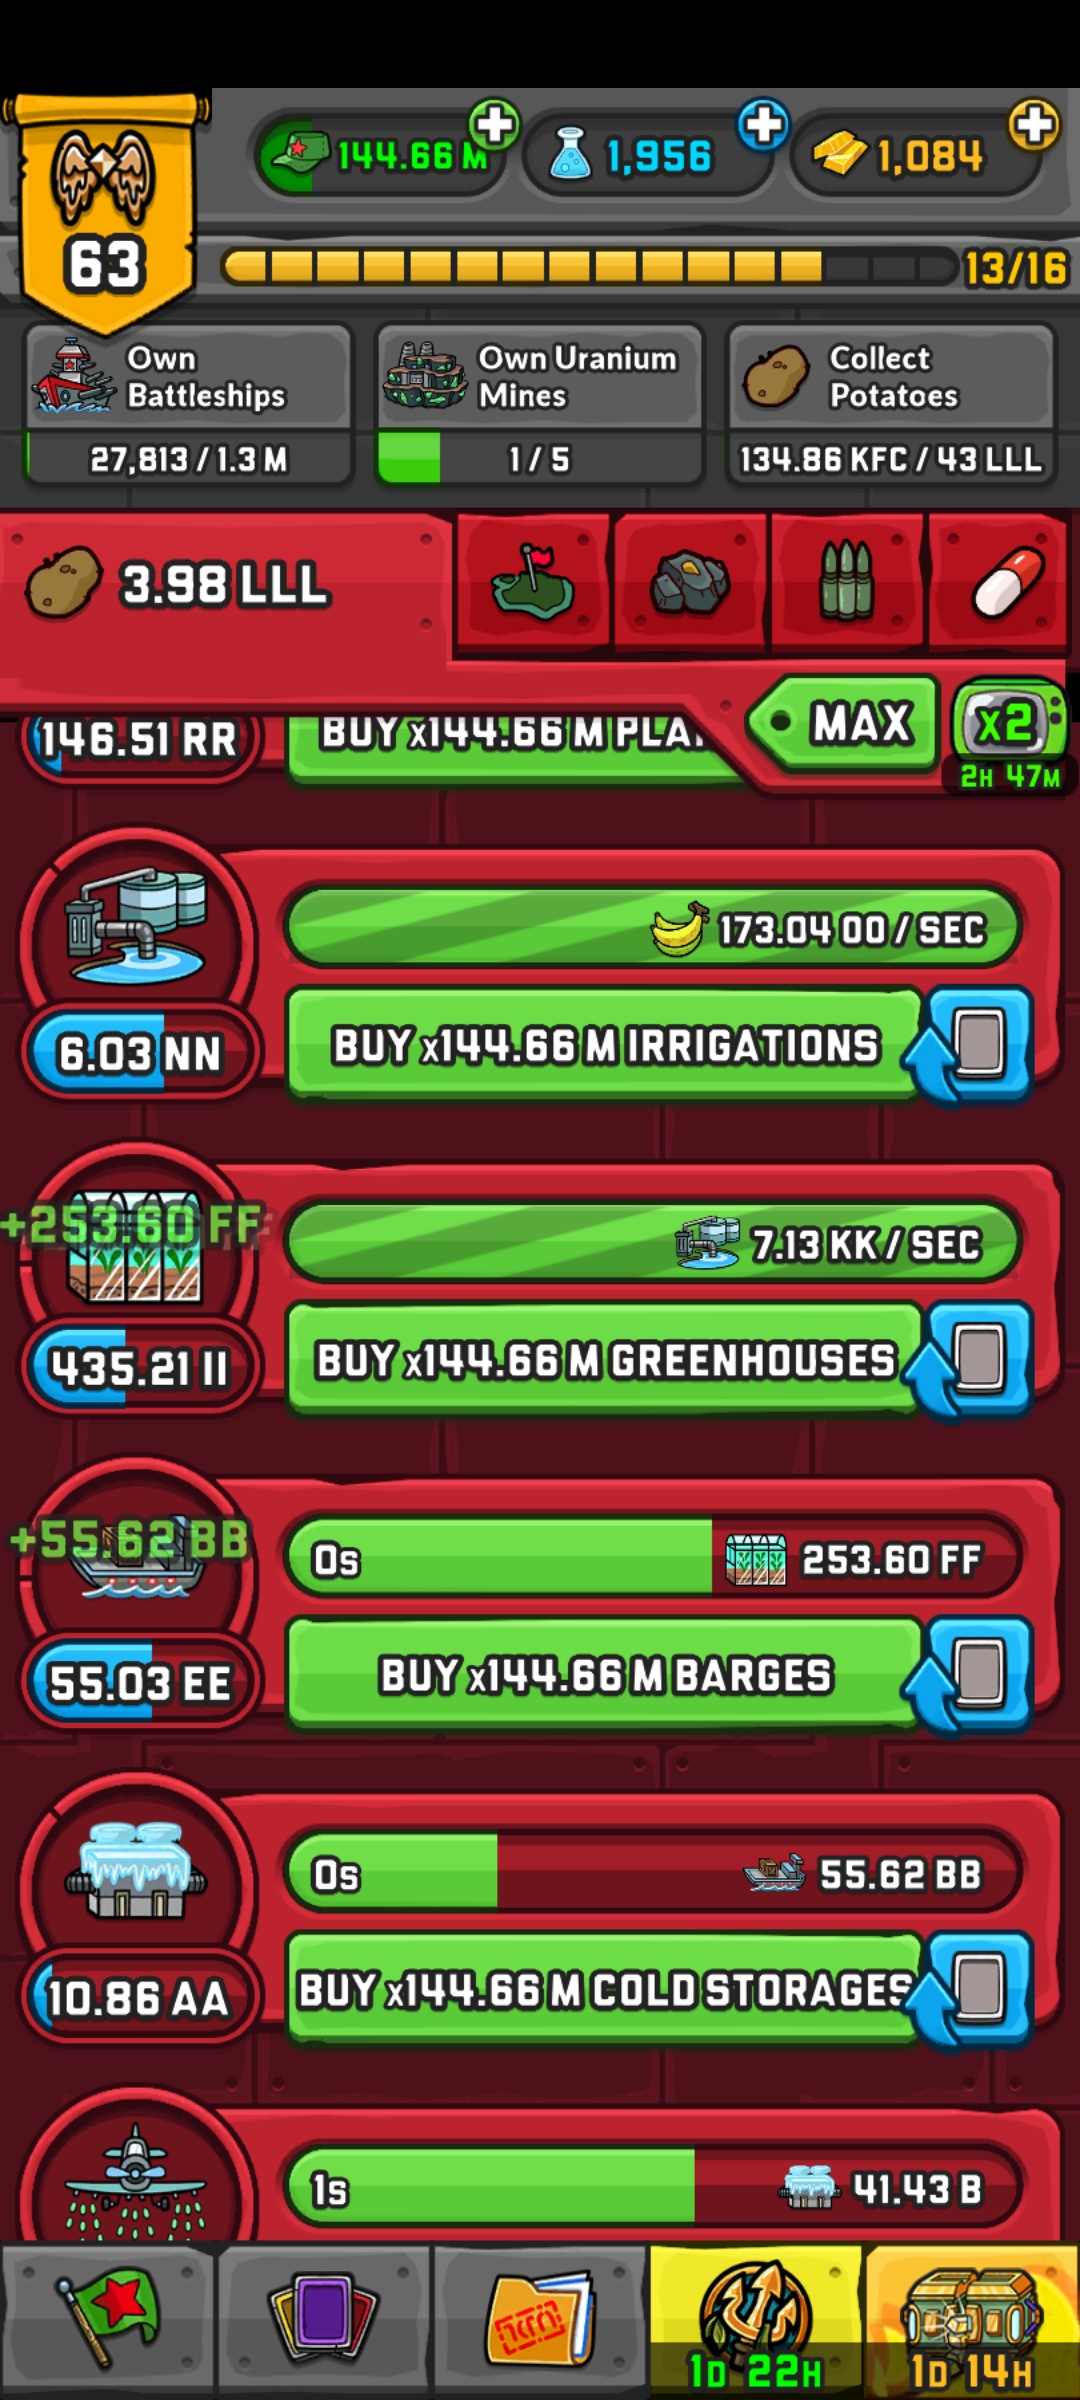 144.66 M
1,956
1,084
63
13/16
Own
Battleships
27,813 / 1.3 M
Own Uranium
Mines
1 / 5
Collect
Potatoes
134.86 KFC / 43 LLL
3.98 LLL
MAX
X2
2H 47M
146.51 RR
BUY x144.66 M
173.04 OO / SEC
6.03 NN
BUY x144.66 M IRRIGATIONS
+253.60 FF
7.13 KK / SEC
435.21 II
BUY x144.66 M GREENHOUSES
+55.62 BB
0s
253.60 FF
55.03 EE
BUY x144.66 M BARGES
0s
55.62 BB
10.86 AA
BUY x144.66 M COLD STORAGES
1s
41.43 B
1D 22H
1D 14H